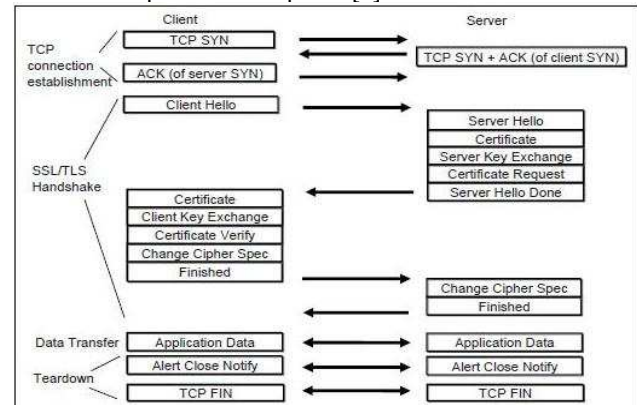 Client
Server
TCP SYN
TCP
connection
establishment
TCP SYN + ACK (of client SYN)
ACK (of server SYN)
Client Hello
Server Hello
Certificate
Server Key Exchange
Certificate Request
Server Hello Done
SSL/TLS
Handshake
Certificate
Client Key Exchange
Certificate Verify
Change Cipher Spec
Finished
Change Cipher Spec
Finished
Data Transfer
Application Data
Application Data
Alert Close Notify
Alert Close Notify
Teardown
TCP FIN
TCP FIN